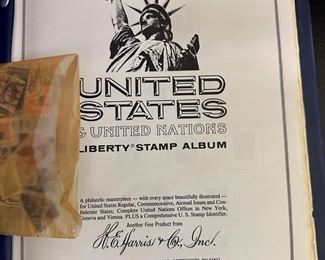 UNITED
STATES
& UNITED NATIONS
LIBERTY® STAMP ALBUM
A philatelic masterpiece — with every space beautifully illustrated —
for United States Regular, Commemorative, Airmail Issues and Con-
federate States; Complete United Nations Offices in New York,
Geneva and Vienna. PLUS a Comprehensive U. S. Stamp Identifier.
Another Fine Product from
H.E. Harris & Co., Inc.